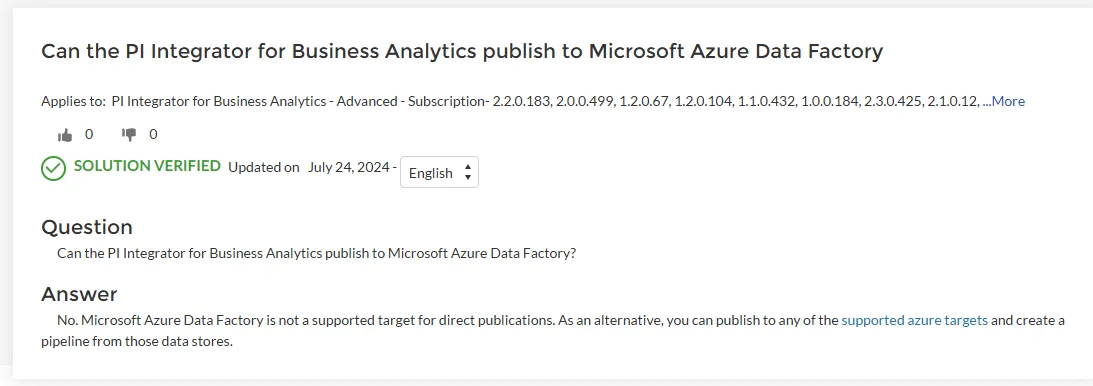 Can the PI Integrator for Business Analytics publish to Microsoft Azure Data Factory
Applies to: PI Integrator for Business Analytics - Advanced - Subscription- 2.2.0.183, 2.0.0.499, 1.2.0.67, 1.2.0.104, 1.1.0.432, 1.0.0.184, 2.3.0.425, 2.1.0.12, ...More
0 0
SOLUTION VERIFIED Updated on July 24, 2024 - English
Question
Can the PI Integrator for Business Analytics publish to Microsoft Azure Data Factory?
Answer
No. Microsoft Azure Data Factory is not a supported target for direct publications. As an alternative, you can publish to any of the supported azure targets and create a
pipeline from those data stores.